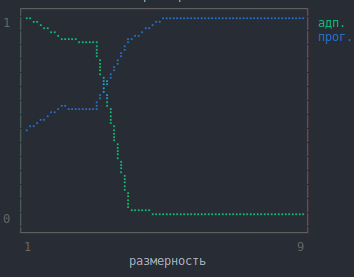 1
адп.
прог.
0
1 9
размерность